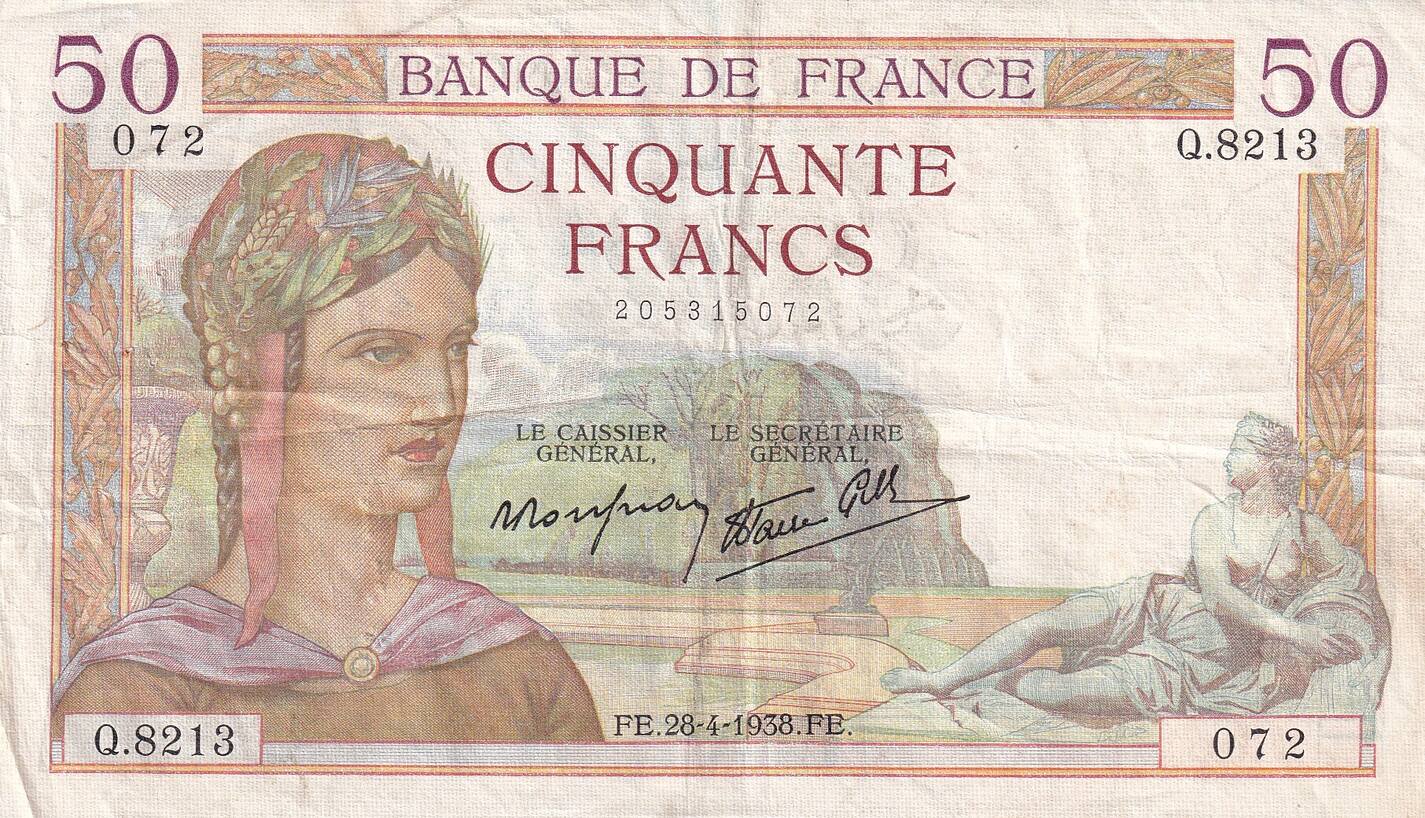 50 BANQUE DE FRANCE 50
072 Q.8213
CINQUANTE
FRANCS
205315072
LE CAISSIER LE SECRÉTAIRE
GÉNÉRAL, GÉNÉRAL,
FE.28-4-1938.FE.
Q.8213 072